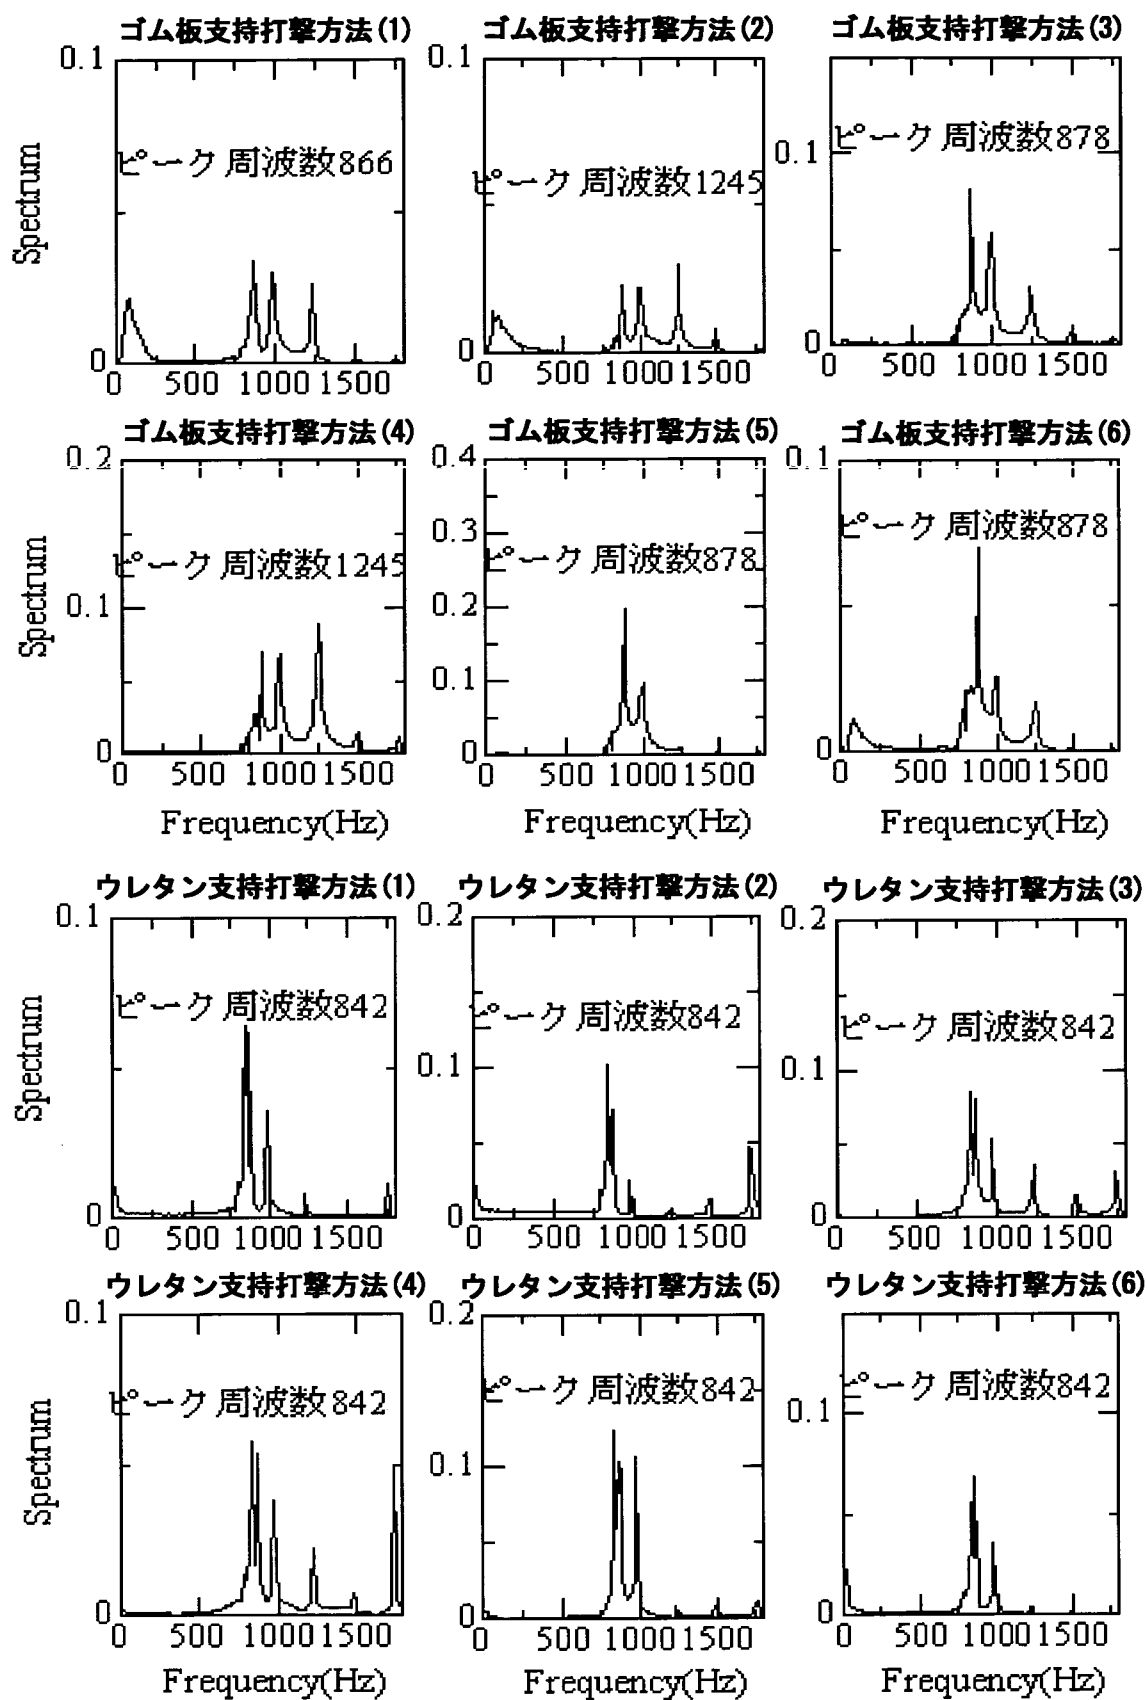 ゴム板支持打撃方法(1)
0.1
Spectrum
ピーク周波数866
0
0 500 1000 1500
ゴム板支持打撃方法(2)
0.1
ピーク周波数1245
0
0 500 1000 1500
ゴム板支持打撃方法(3)
0.1
ピーク周波数878
0
0 500 1000 1500
ゴム板支持打撃方法(4)
0.2
Spectrum
ピーク周波数1245
0.1
0
0 500 1000 1500
Frequency(Hz)
ゴム板支持打撃方法(5)
0.4
0.3
ピーク周波数878
0.2
0.1
0
0 500 1000 1500
ゴム板支持打撃方法(6)
0.1
ピーク周波数878
0
0 500 1000 1500
Frequency(Hz)
ウレタン支持打撃方法(1)
0.1
Spectrum
ピーク周波数842
0
0 500 1000 1500
ウレタン支持打撃方法(2)
0.2
ピーク周波数842
0.1
0
0 500 1000 1500
ウレタン支持打撃方法(3)
0.2
ピーク周波数842
0.1
0
0 500 1000 1500
ウレタン支持打撃方法(4)
0.1
Spectrum
ピーク周波数842
0
0 500 1000 1500
Frequency(Hz)
ウレタン支持打撃方法(5)
0.2
ピーク周波数842
0.1
0
0 500 1000 1500
ウレタン支持打撃方法(6)
ピーク周波数842
0.1
0
0 500 1000 1500
Frequency(Hz)